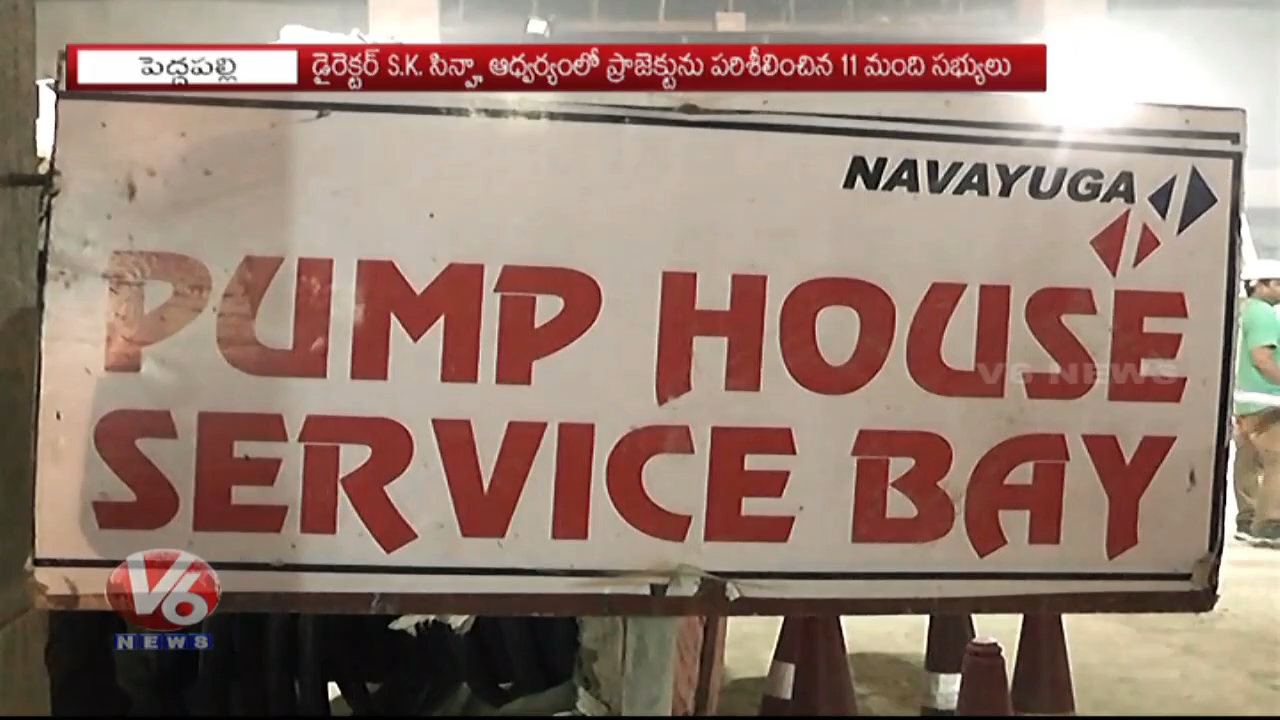 పెద్దపల్లి
డైరెక్టర్ S.K. సిన్హా ఆధ్వర్యంలో ప్రాజెక్టును పరిశీలించిన 11 మంది సభ్యులు
NAVAYUGA
PUMP HOUSE
SERVICE BAY
V6 NEWS
V6
NEWS